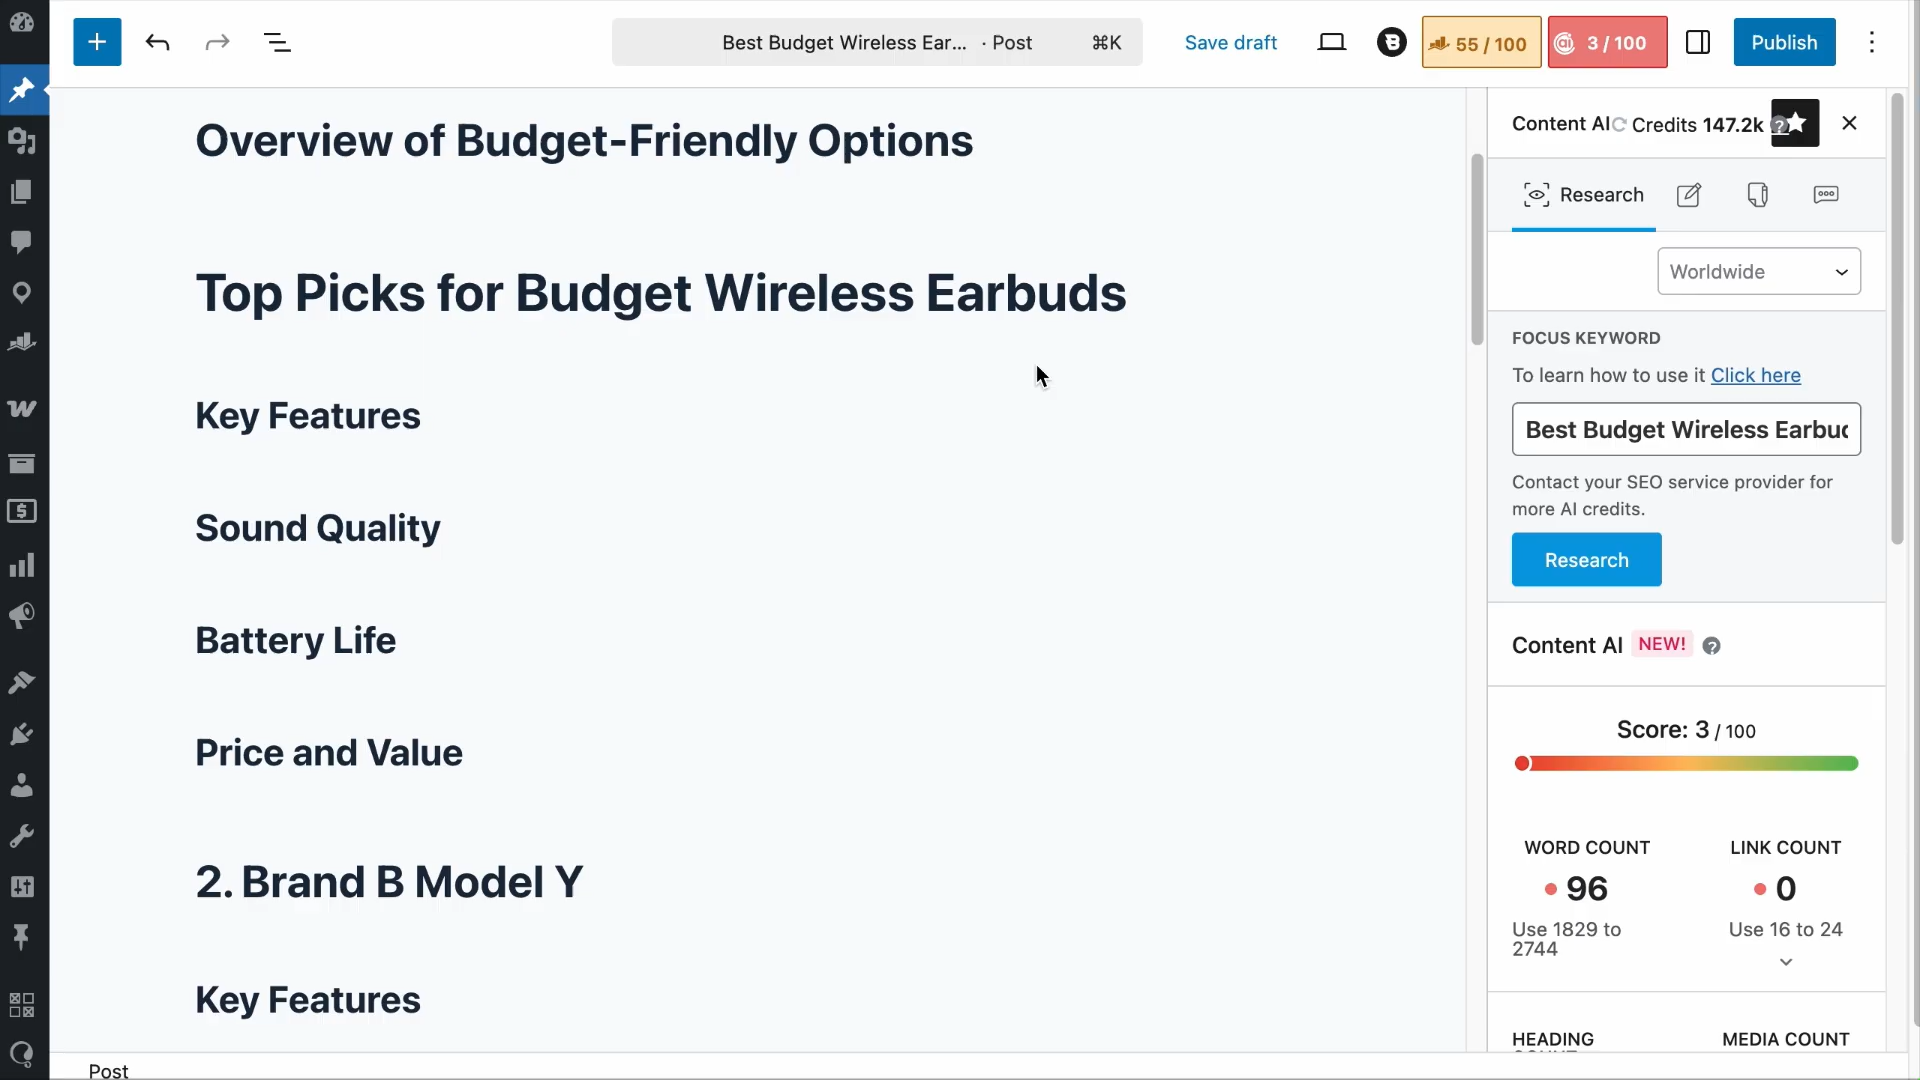 Best Budget Wireless Ear... · Post ⌘K
Save draft
55 / 100
3 / 100
Publish
Overview of Budget-Friendly Options
Top Picks for Budget Wireless Earbuds
Key Features
Sound Quality
Battery Life
Price and Value
2. Brand B Model Y
Key Features
Post
Content AI Credits 147.2k
Research
Worldwide
FOCUS KEYWORD
To learn how to use it Click here
Best Budget Wireless Earbuc
Contact your SEO service provider for
more AI credits.
Research
Content AI NEW!
Score: 3 / 100
WORD COUNT LINK COUNT
96 0
Use 1829 to
2744
Use 16 to 24
HEADING
MEDIA COUNT